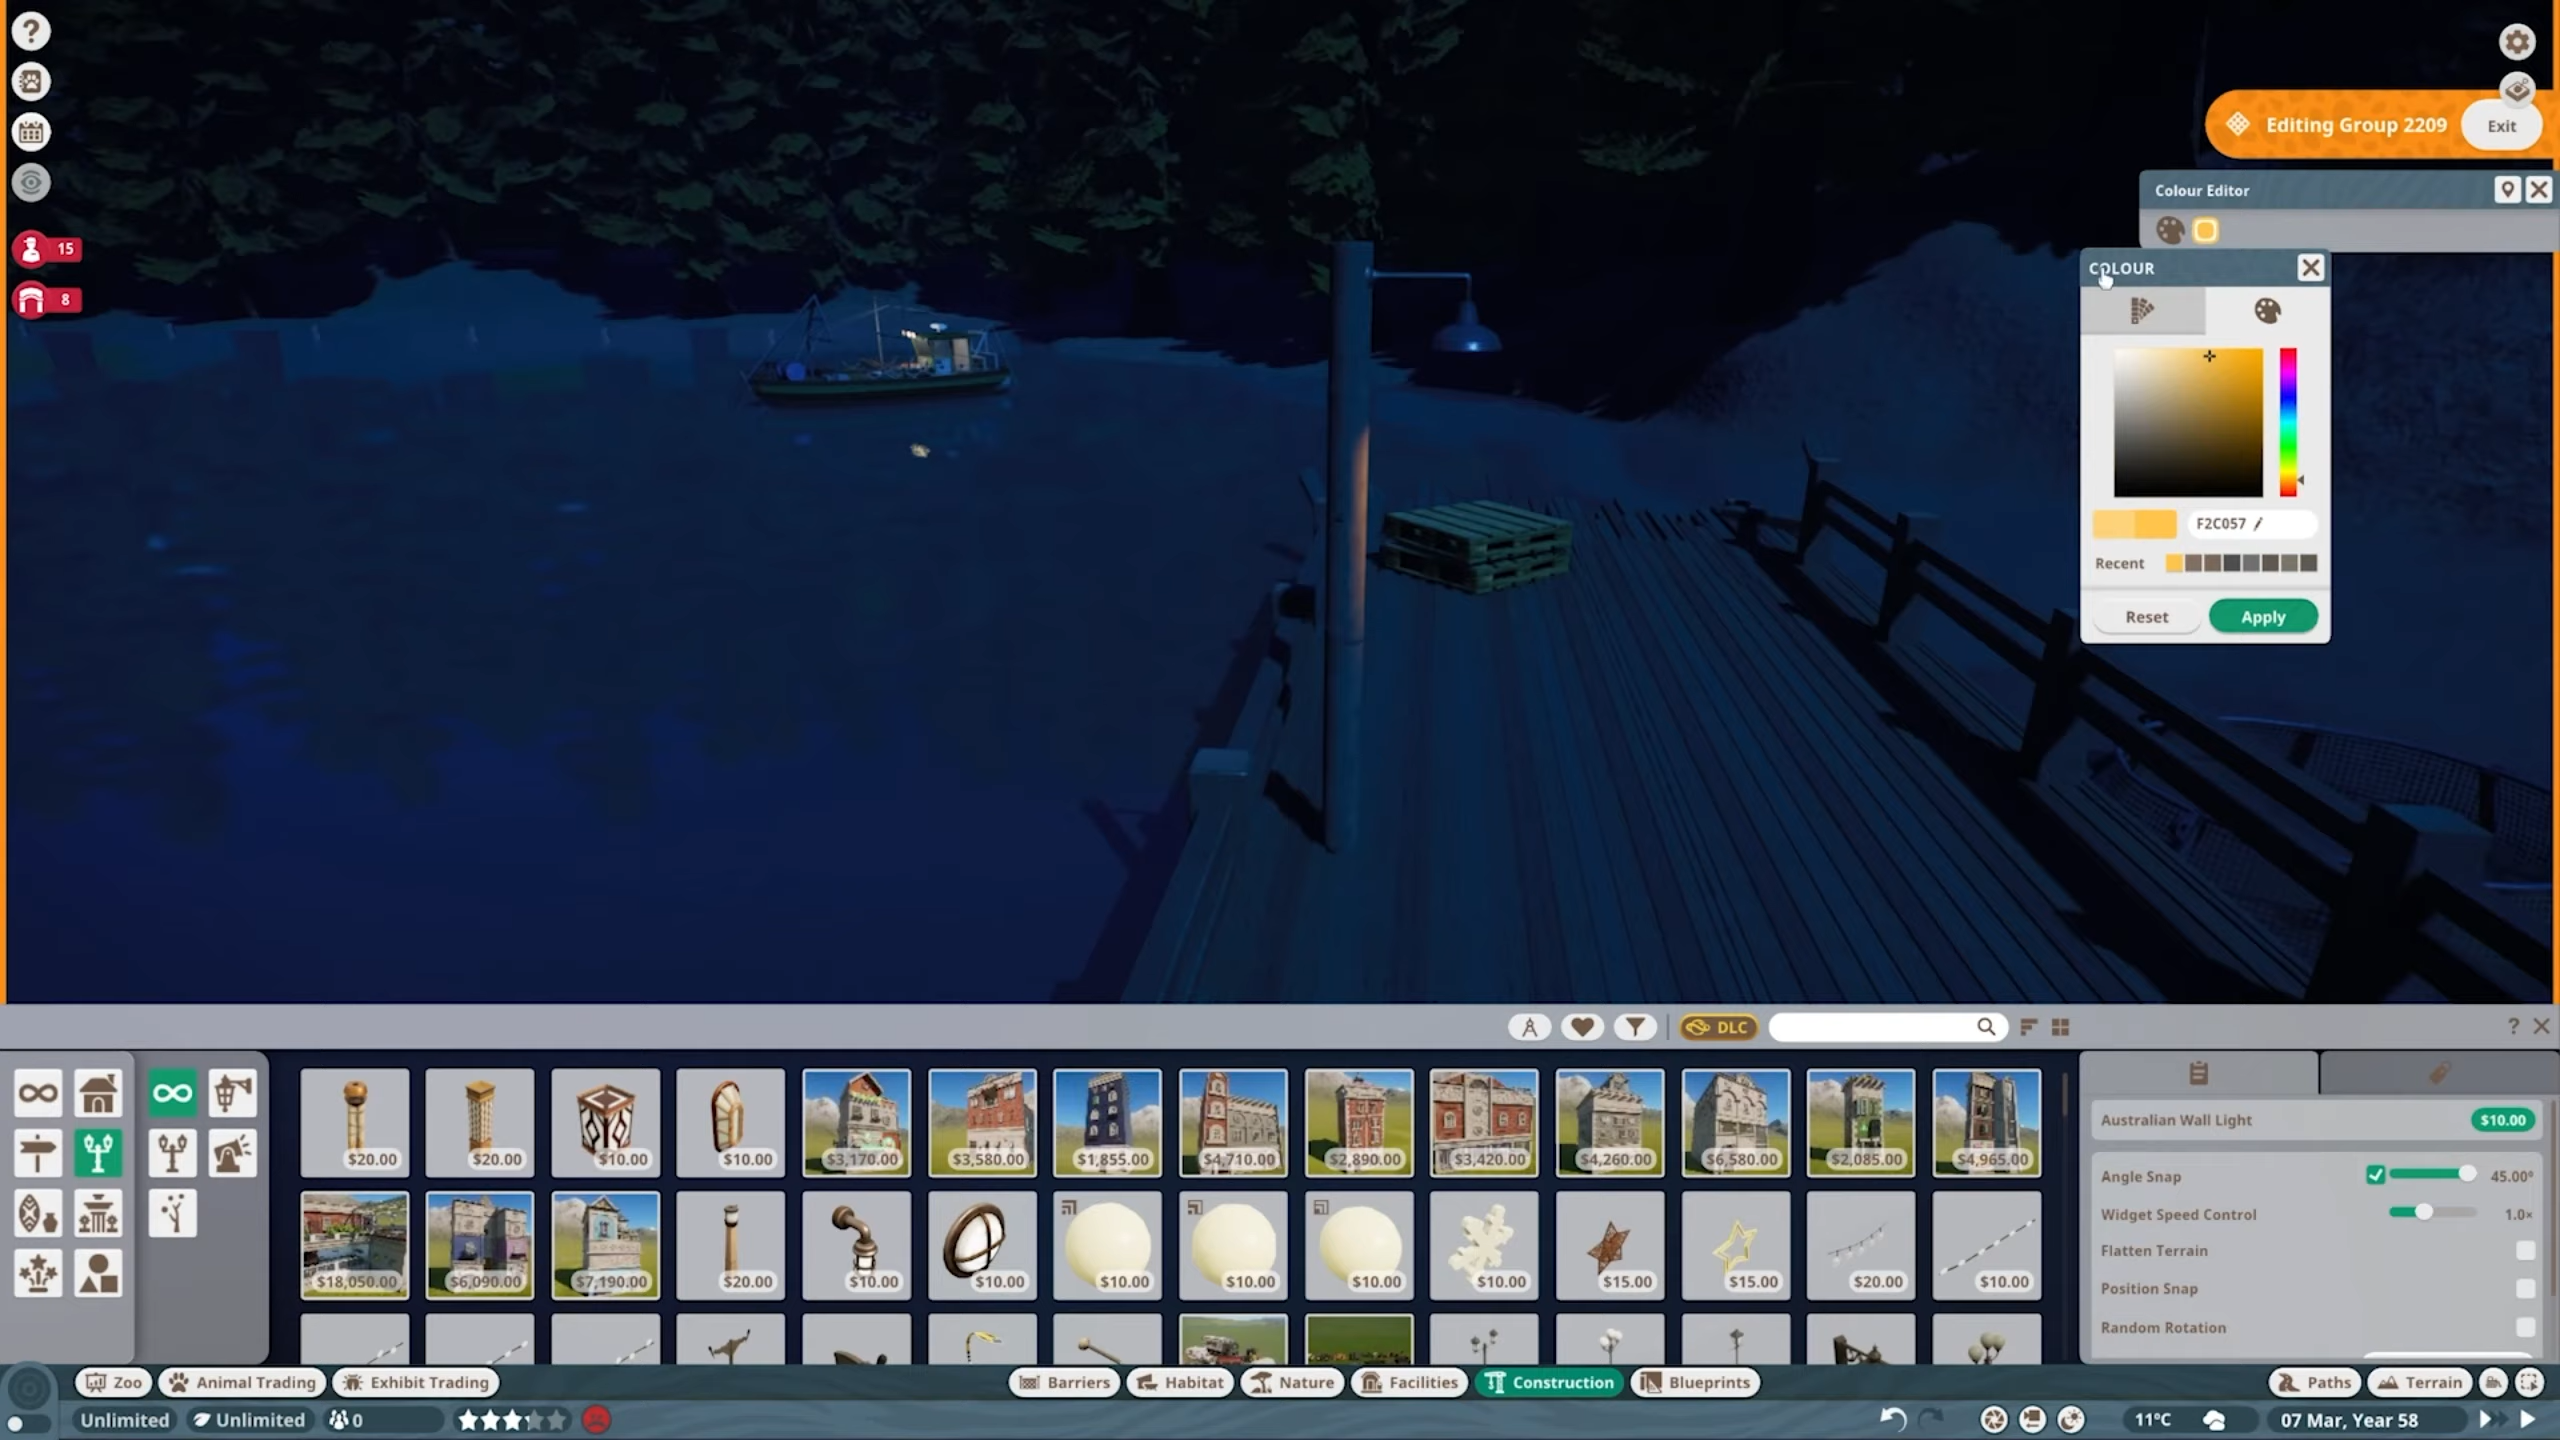 ?
Editing Group 2209
Exit
Colour Editor
15
8
COLOUR
F2C057
Recent
Reset
Apply
DLC
?
$20.00
$20.00
$10.00
$10.00
$3,170.00
$3,580.00
$1,855.00
$4,710.00
$2,890.00
$3,420.00
$4,260.00
$6,580.00
$2,085.00
$4,965.00
$18,050.00
$6,090.00
$7,190.00
$20.00
$10.00
$10.00
$10.00
$10.00
$10.00
$10.00
$15.00
$15.00
$20.00
$10.00
Australian Wall Light
$10.00
Angle Snap
45.00°
Widget Speed Control
1.0×
Flatten Terrain
Position Snap
Random Rotation
Zoo
Animal Trading
Exhibit Trading
Barriers
Habitat
Nature
Facilities
Construction
Blueprints
Paths
Terrain
Unlimited
Unlimited
0
11°C
07 Mar, Year 58